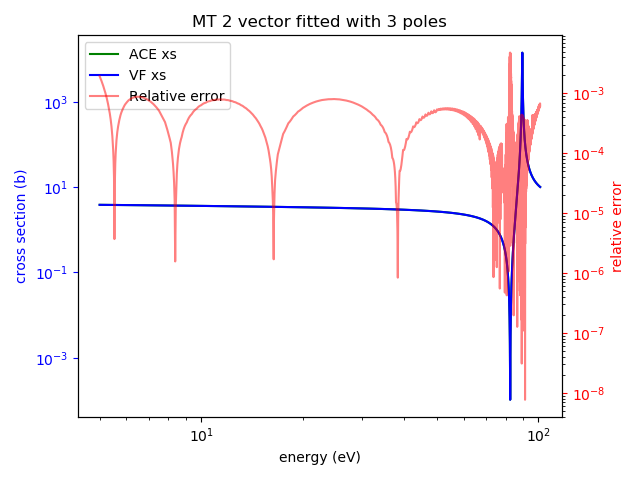 MT 2 vector fitted with 3 poles
ACE xs
VF xs
Relative error
cross section (b)
10^3
10^1
10^-1
10^-3
10^-3
10^-4
10^-5
10^-6
10^-7
10^-8
relative error
10^1
10^2
energy (eV)